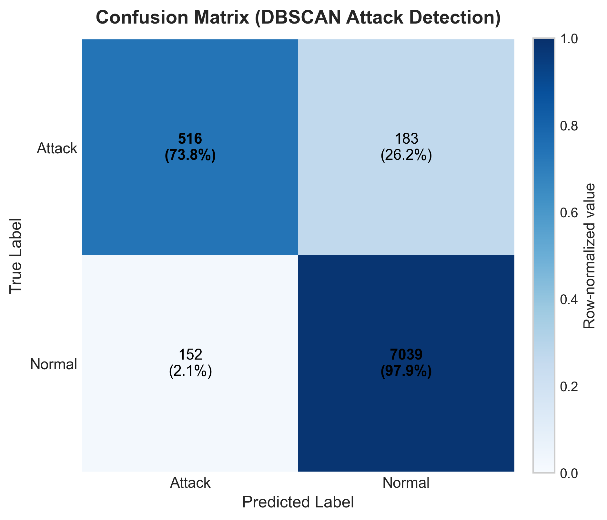 Confusion Matrix (DBSCAN Attack Detection)
True Label
Attack
516
(73.8%)
183
(26.2%)
Normal
152
(2.1%)
7039
(97.9%)
Attack
Normal
Predicted Label
1.0
0.8
0.6
0.4
0.2
0.0
Row-normalized value